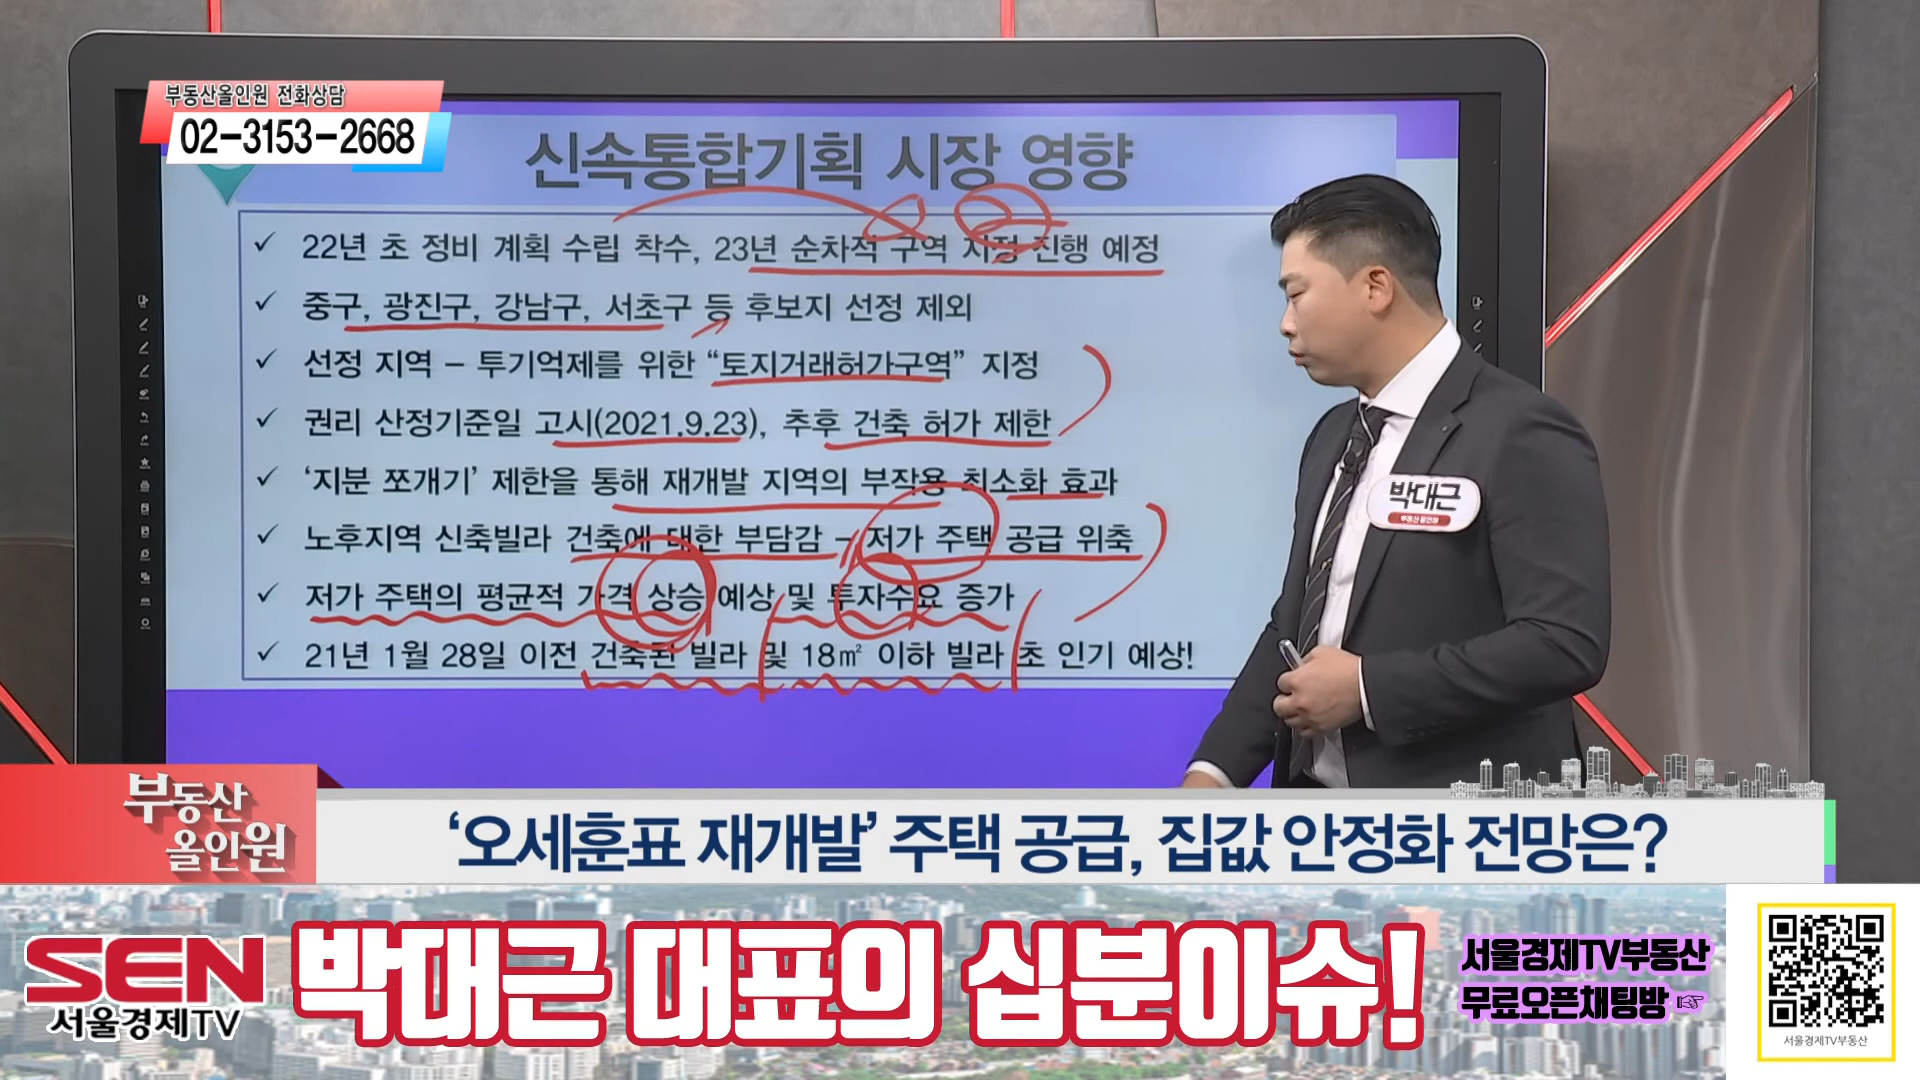 부동산올인원 전화상담
02-3153-2668
신속통합기획 시장 영향
✓ 22년 초 정비 계획 수립 착수, 23년 순차적 구역 지정 진행 예정
✓ 중구, 광진구, 강남구, 서초구 등 후보지 선정 제외
✓ 선정 지역 – 투기억제를 위한 “토지거래허가구역” 지정
✓ 권리 산정기준일 고시(2021.9.23), 추후 건축 허가 제한
✓ ‘지분 쪼개기’ 제한을 통해 재개발 지역의 부작용 최소화 효과
✓ 노후지역 신축빌라 건축에 대한 부담감 – 저가 주택 공급 위축
✓ 저가 주택의 평균적 가격 상승 예상 및 투자수요 증가
✓ 21년 1월 28일 이전 건축된 빌라 및 18㎡ 이하 빌라 초 인기 예상!
박대근
부동산 올인원
부동산
올인원
‘오세훈표 재개발’ 주택 공급, 집값 안정화 전망은?
SEN
서울경제TV
박대근 대표의 십분이슈!
서울경제TV부동산
무료오픈채팅방 ☞
서울경제TV부동산